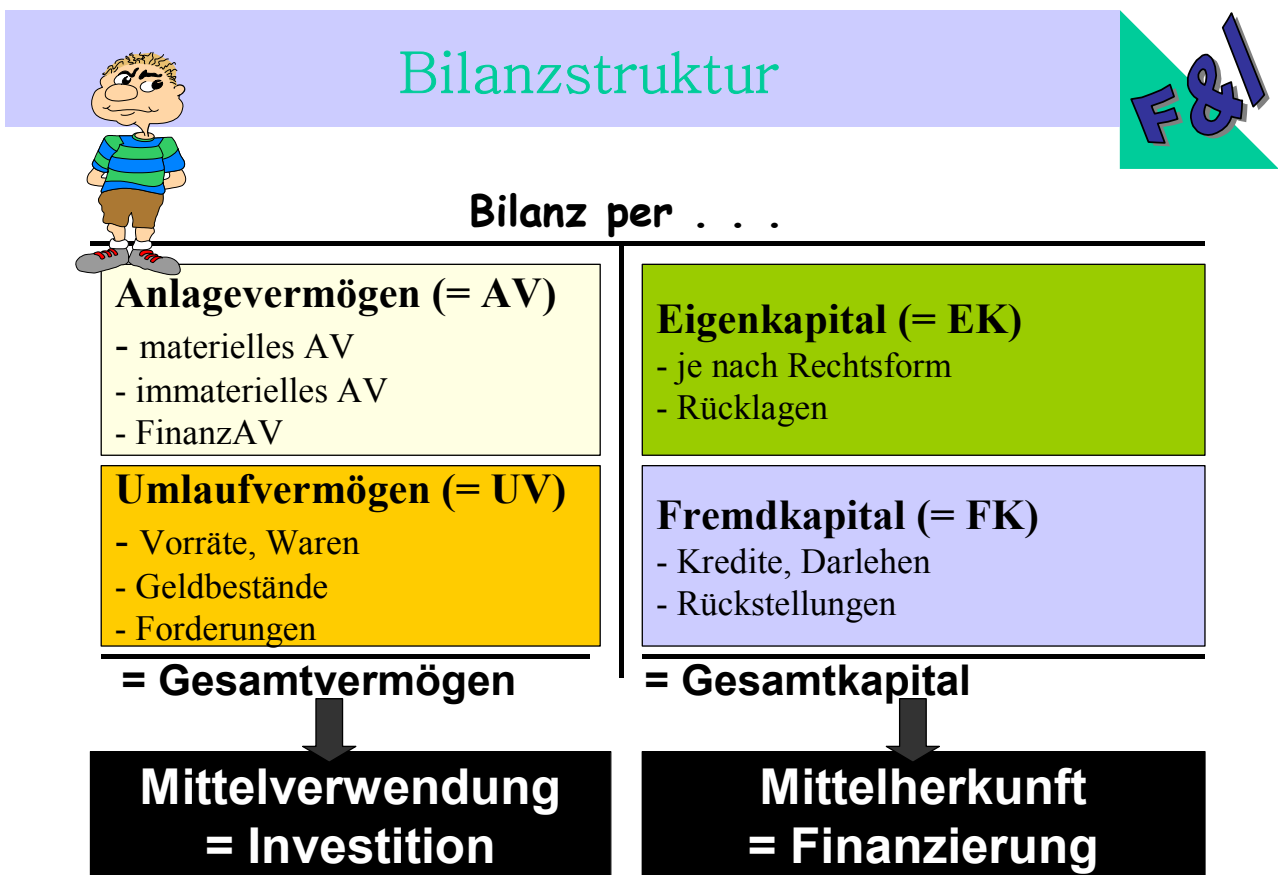 Bilanzstruktur
F&I
Bilanz per . . .
Anlagevermögen (= AV)
- materielles AV
- immaterielles AV
- FinanzAV
Umlaufvermögen (= UV)
- Vorräte, Waren
- Geldbestände
- Forderungen
= Gesamtvermögen
Mittelverwendung
= Investition
Eigenkapital (= EK)
- je nach Rechtsform
- Rücklagen
Fremdkapital (= FK)
- Kredite, Darlehen
- Rückstellungen
= Gesamtkapital
Mittelherkunft
= Finanzierung